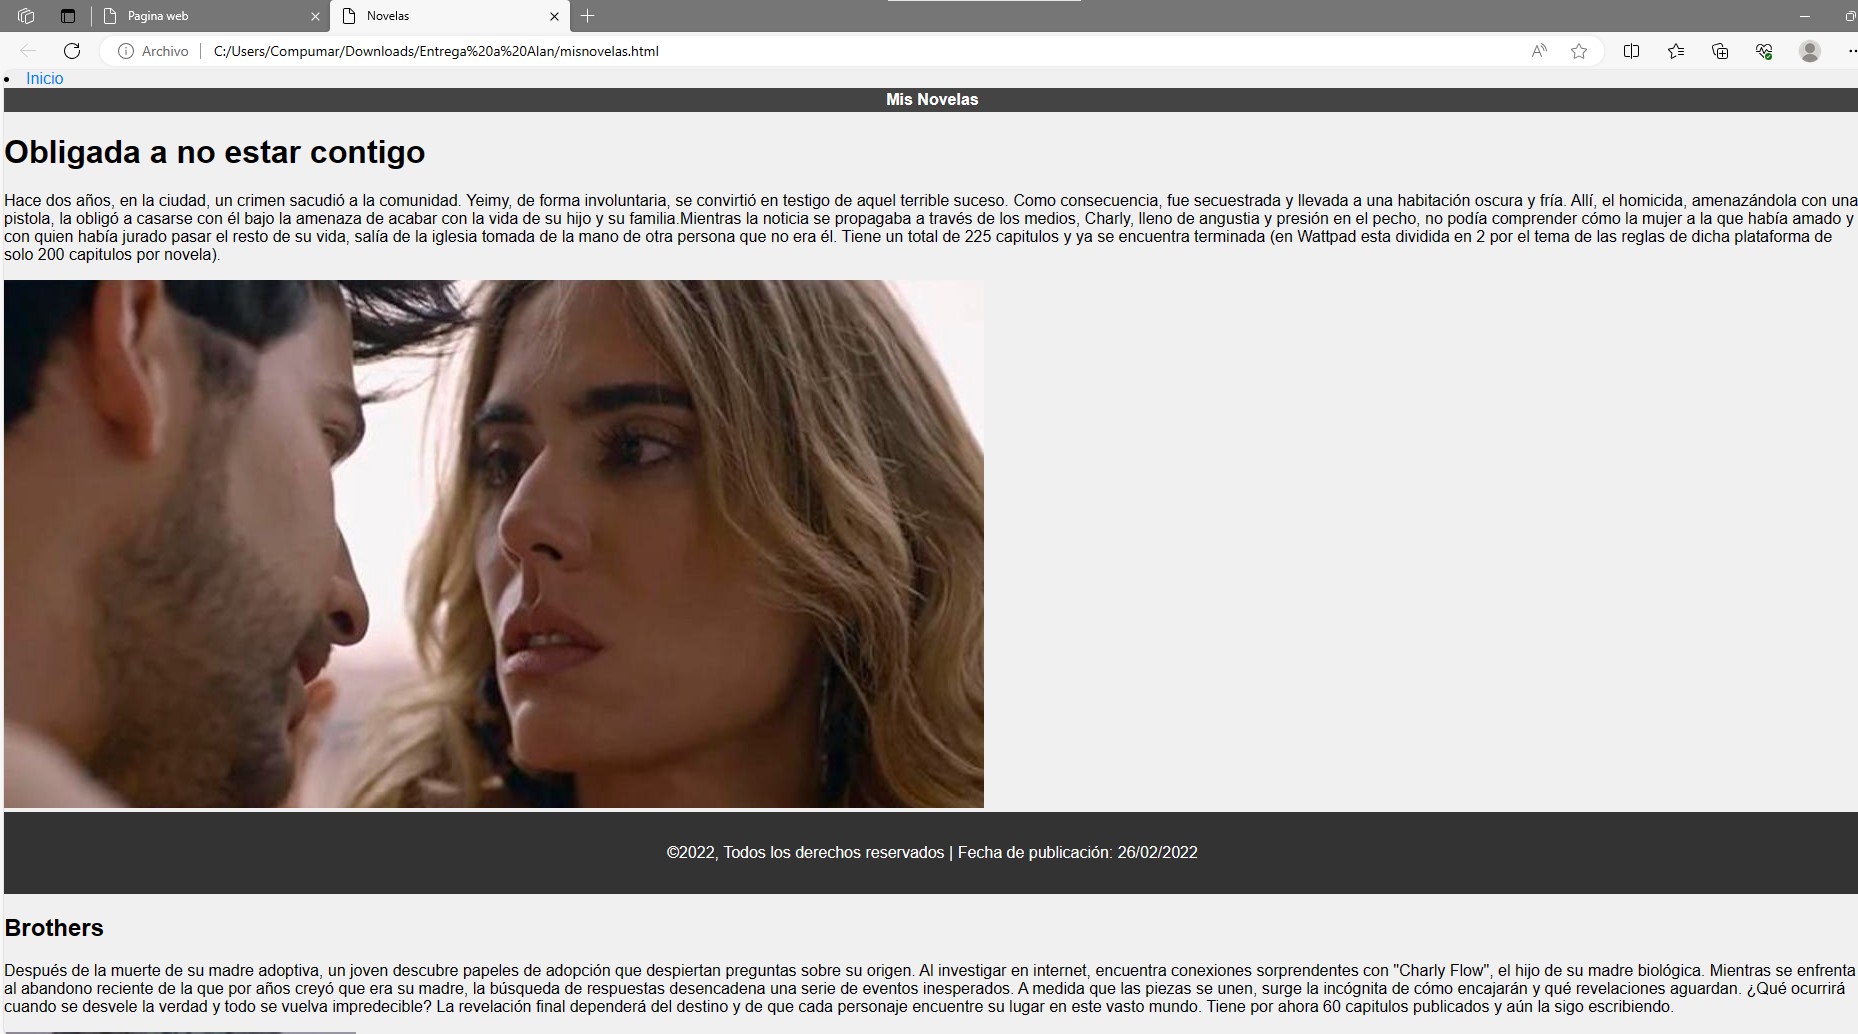 Pagina web
Novelas
Archivo
C:/Users/Compumar/Downloads/Entrega%20a%20Alan/misnovelas.html
Inicio
Mis Novelas
Obligada a no estar contigo
Hace dos años, en la ciudad, un crimen sacudió a la comunidad. Yeimy, de forma involuntaria, se convirtió en testigo de aquel terrible suceso. Como consecuencia, fue secuestrada y llevada a una habitación oscura y fría. Allí, el homicida, amenazándola con una
pistola, la obligó a casarse con él bajo la amenaza de acabar con la vida de su hijo y su familia.Mientras la noticia se propagaba a través de los medios, Charly, lleno de angustia y presión en el pecho, no podía comprender cómo la mujer a la que había amado y
con quien había jurado pasar el resto de su vida, salía de la iglesia tomada de la mano de otra persona que no era él. Tiene un total de 225 capitulos y ya se encuentra terminada (en Wattpad esta dividida en 2 por el tema de las reglas de dicha plataforma de
solo 200 capitulos por novela).
©2022, Todos los derechos reservados | Fecha de publicación: 26/02/2022
Brothers
Después de la muerte de su madre adoptiva, un joven descubre papeles de adopción que despiertan preguntas sobre su origen. Al investigar en internet, encuentra conexiones sorprendentes con "Charly Flow", el hijo de su madre biológica. Mientras se enfrenta
al abandono reciente de la que por años creyó que era su madre, la búsqueda de respuestas desencadena una serie de eventos inesperados. A medida que las piezas se unen, surge la incógnita de cómo encajarán y qué revelaciones aguardan. ¿Qué ocurrirá
cuando se desvele la verdad y todo se vuelva impredecible? La revelación final dependerá del destino y de que cada personaje encuentre su lugar en este vasto mundo. Tiene por ahora 60 capitulos publicados y aún la sigo escribiendo.